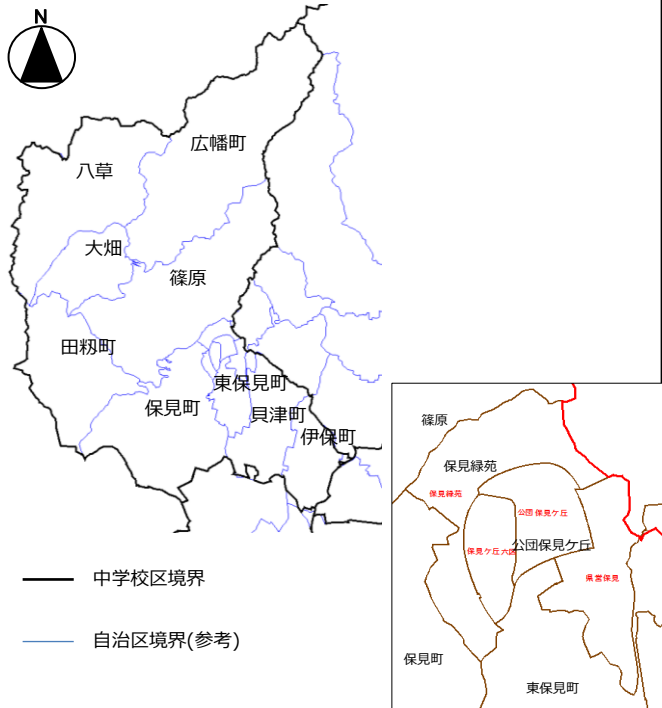 N
広幡町
八草
大畑
篠原
田籾町
東保見町
保見町
貝津町
伊保町
中学校区境界
自治区境界(参考)
篠原
保見緑苑
保見緑苑
公団保見ケ丘
公団保見ケ丘
保見ケ丘六区
県営保見
保見町
東保見町